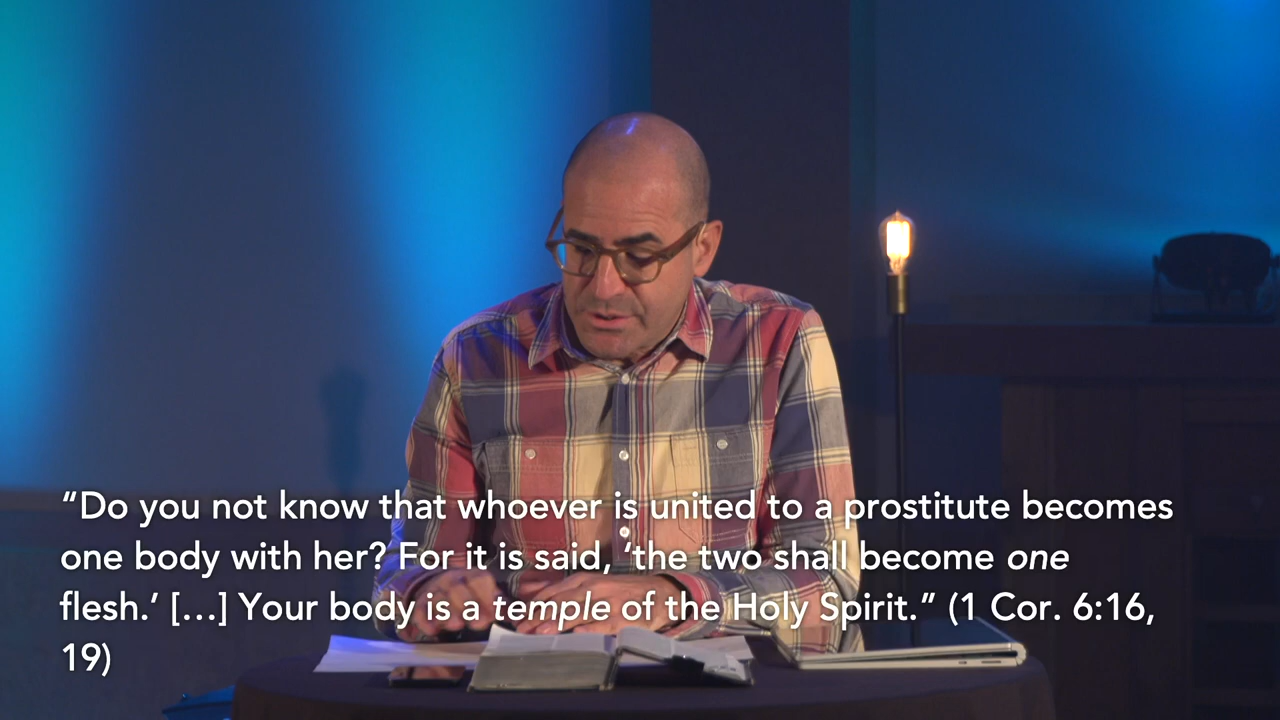 “Do you not know that whoever is united to a prostitute becomes
one body with her? For it is said, ‘the two shall become one
flesh.’ [...] Your body is a temple of the Holy Spirit.” (1 Cor. 6:16,
19)